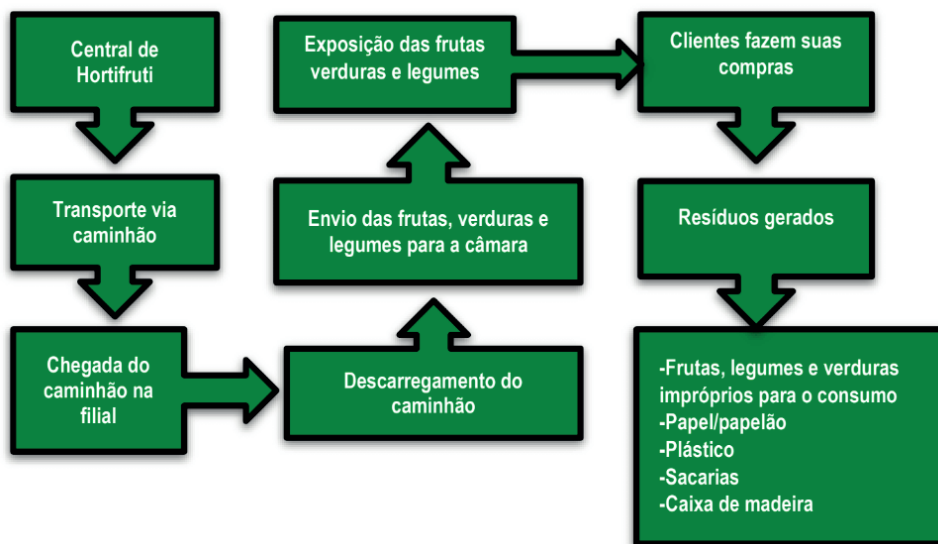 Central de
Hortifruti
Transporte via
caminhão
Chegada do
caminhão na
filial
Descarregamento do
caminhão
Envio das frutas, verduras e
legumes para a câmara
Exposição das frutas
verduras e legumes
Clientes fazem suas
compras
Resíduos gerados
-Frutas, legumes e verduras
impróprios para o consumo
-Papel/papelão
-Plástico
-Sacarias
-Caixa de madeira